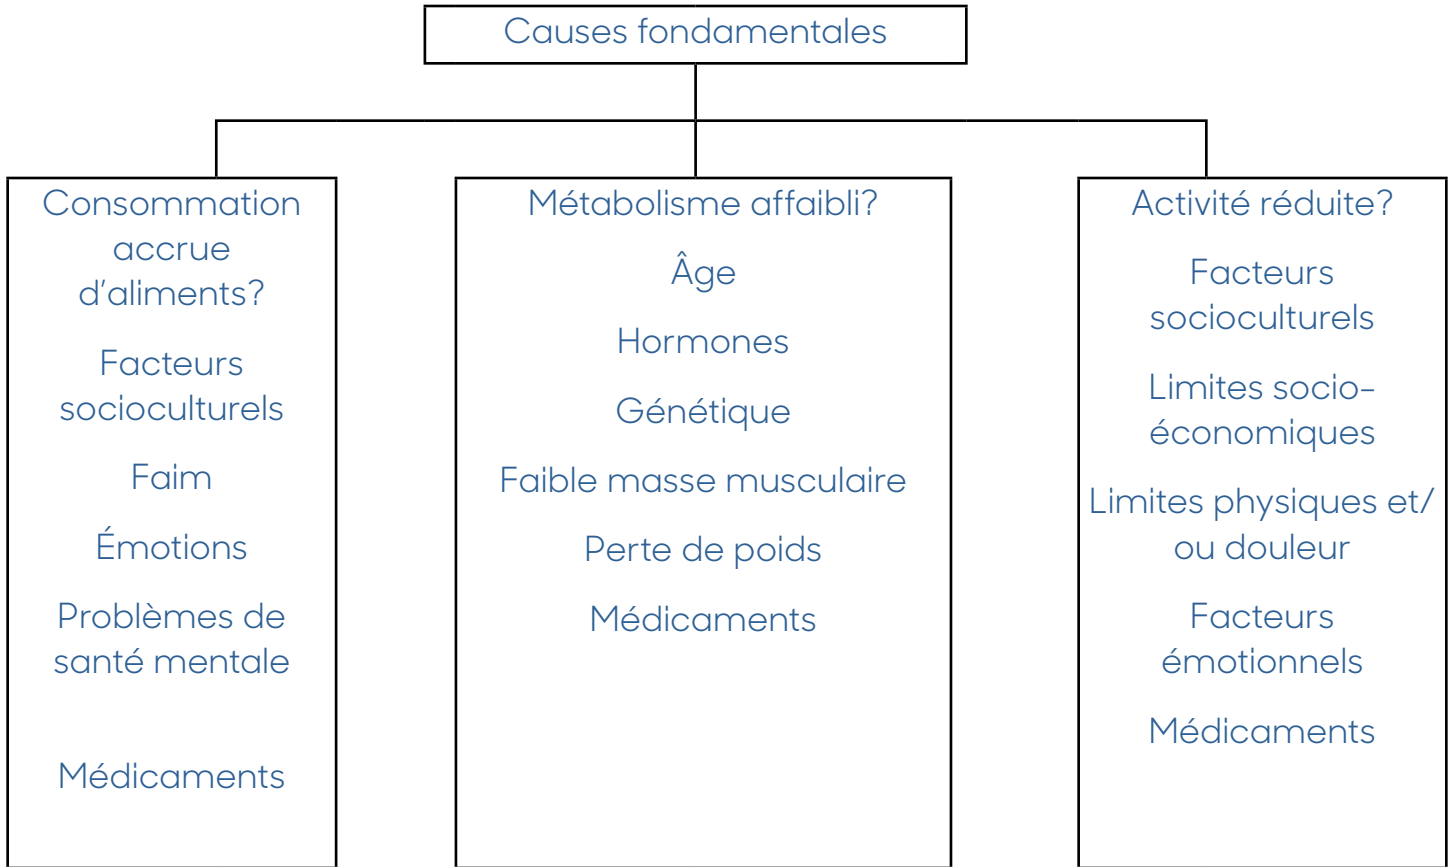 Causes fondamentales
Consommation
accrue
d'aliments?
Facteurs
socioculturels
Faim
Émotions
Problèmes de
santé mentale
Médicaments
Métabolisme affaibli?
Âge
Hormones
Génétique
Faible masse musculaire
Perte de poids
Médicaments
Activité réduite?
Facteurs
socioculturels
Limites socio-
économiques
Limites physiques et/
ou douleur
Facteurs
émotionnels
Médicaments